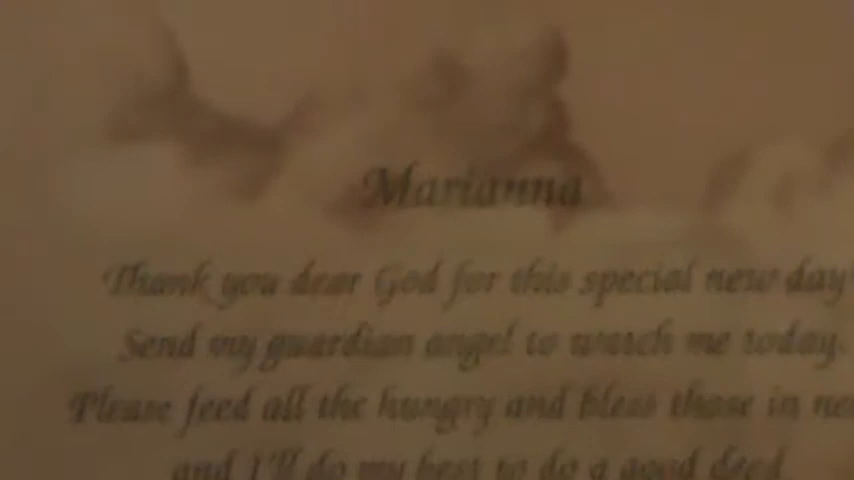 Marianna
Thank you dear God for this special new day
Send my guardian angel to watch me today.
Please feed all the hungry and bless those in
and I'll do my best to do a good deed